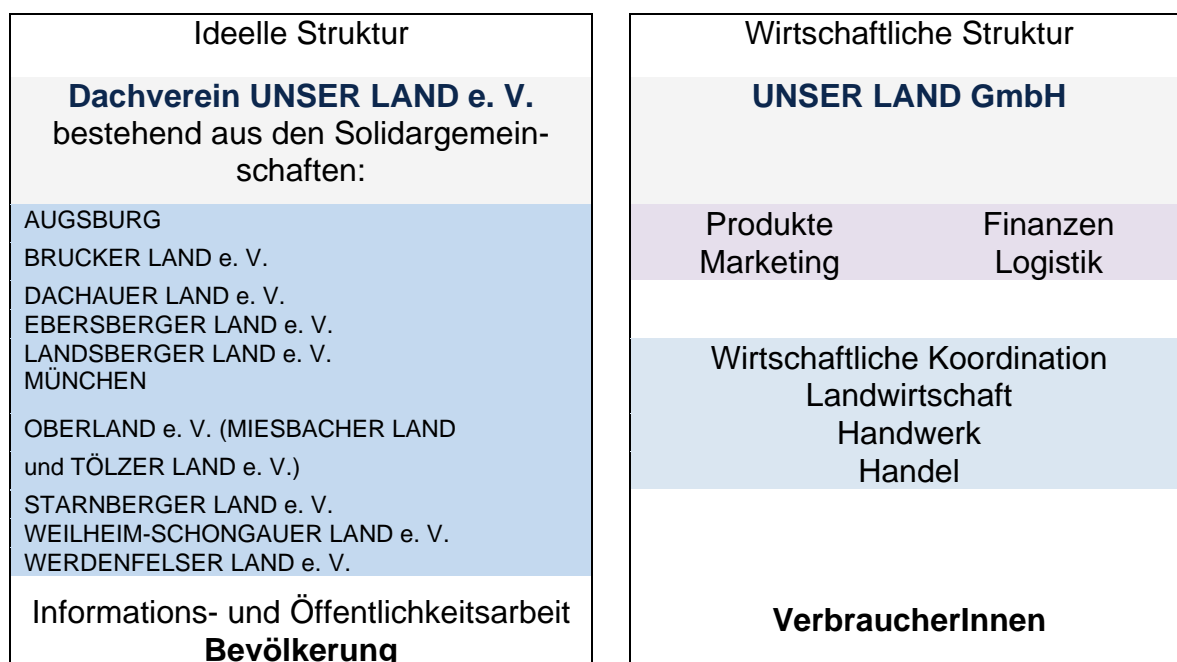 Ideelle Struktur
Dachverein UNSER LAND e. V.
bestehend aus den Solidargemein-
schaften:
AUGSBURG
BRUCKER LAND e. V.
DACHAUER LAND e. V.
EBERSBERGER LAND e. V.
LANDSBERGER LAND e. V.
MÜNCHEN
OBERLAND e. V. (MIESBACHER LAND
und TÖLZER LAND e. V.)
STARNBERGER LAND e. V.
WEILHEIM-SCHONGAUER LAND e. V.
WERDENFELSER LAND e. V.
Informations- und Öffentlichkeitsarbeit
Bevölkerung
Wirtschaftliche Struktur
UNSER LAND GmbH
Produkte Finanzen
Marketing Logistik
Wirtschaftliche Koordination
Landwirtschaft
Handwerk
Handel
VerbraucherInnen